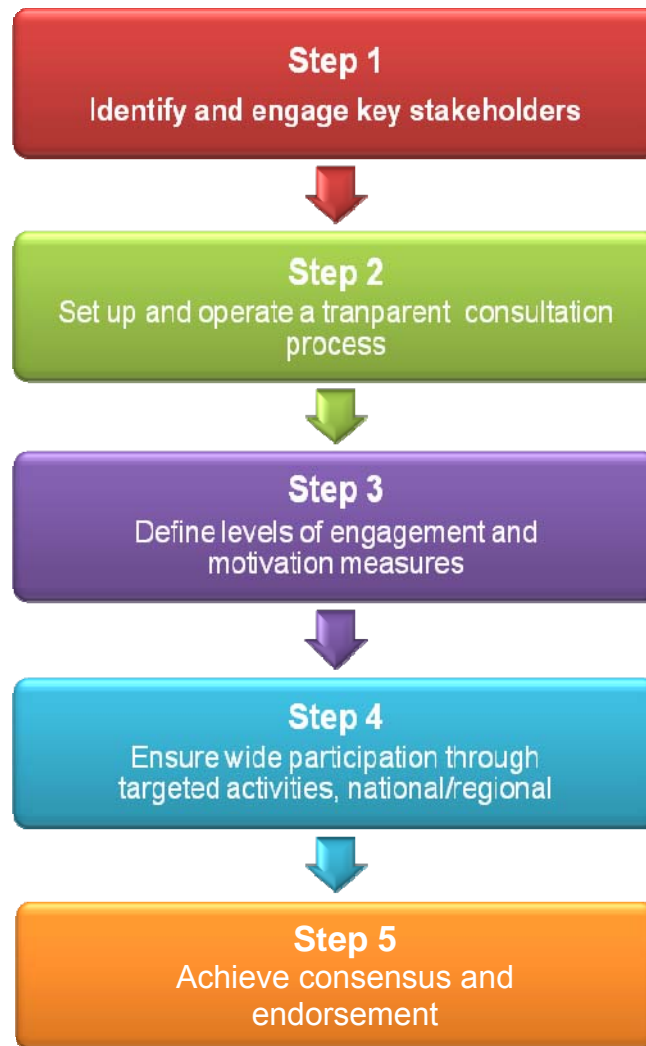 Step 1
Identify and engage key stakeholders
Step 2
Set up and operate a tranparent consultation
process
Step 3
Define levels of engagement and
motivation measures
Step 4
Ensure wide participation through
targeted activities, national/regional
Step 5
Achieve consensus and
endorsement